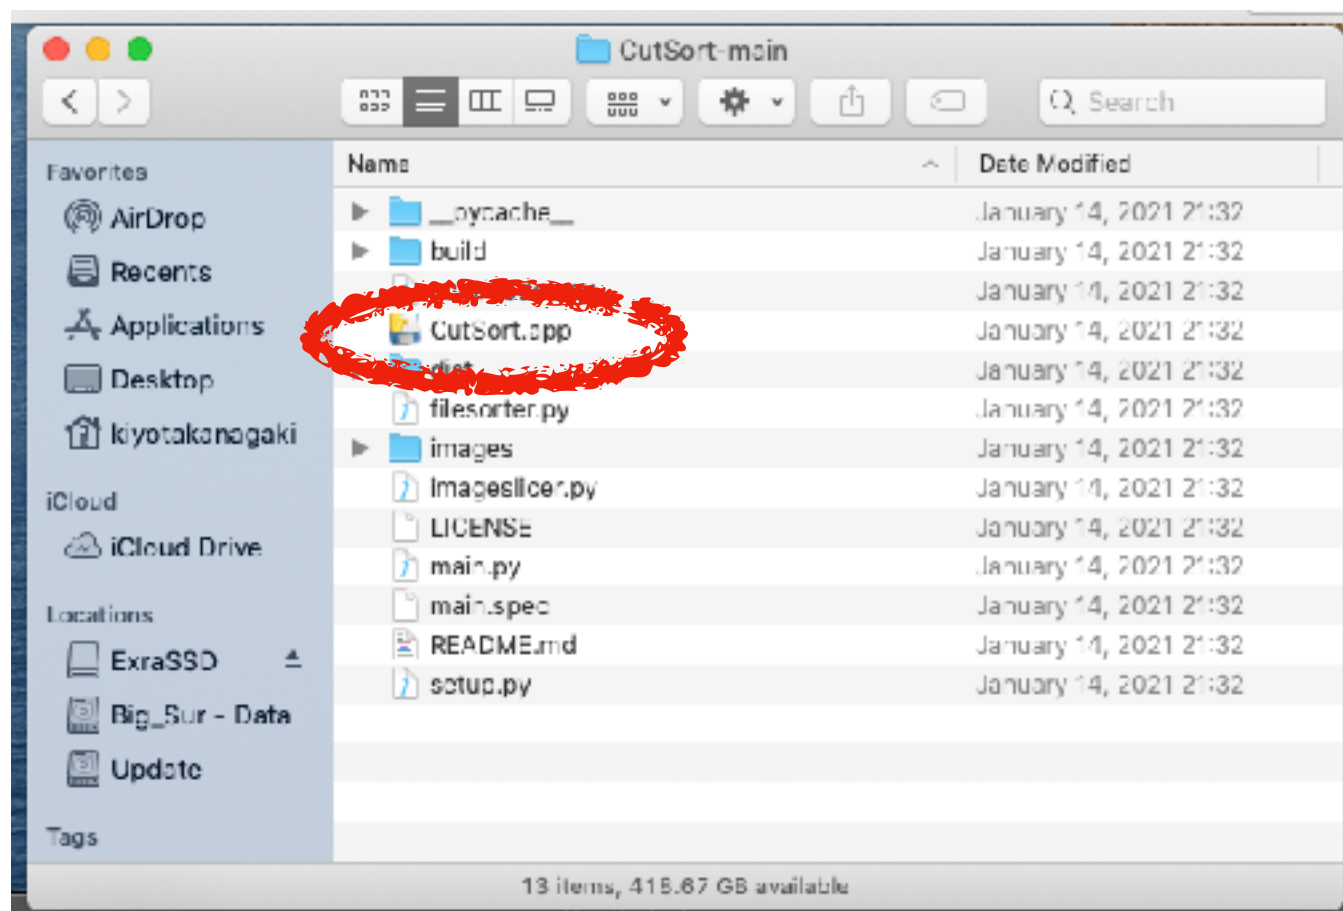 CutSort-main
Search
Name
Date Modified
Favorites
AirDrop
Recents
Applications
Desktop
kiyotakanagaki
iCloud
iCloud Drive
Locations
ExraSSD
Big_Sur - Data
Update
Tags
__pycache__ January 14, 2021 21:32
build January 14, 2021 21:32
January 14, 2021 21:32
CutSort.app January 14, 2021 21:32
dist January 14, 2021 21:32
filesorter.py January 14, 2021 21:32
images January 14, 2021 21:32
imageslicer.py January 14, 2021 21:32
LICENSE January 14, 2021 21:32
main.py January 14, 2021 21:32
main.spec January 14, 2021 21:32
README.md January 14, 2021 21:32
setup.py January 14, 2021 21:32
13 items, 418.67 GB available